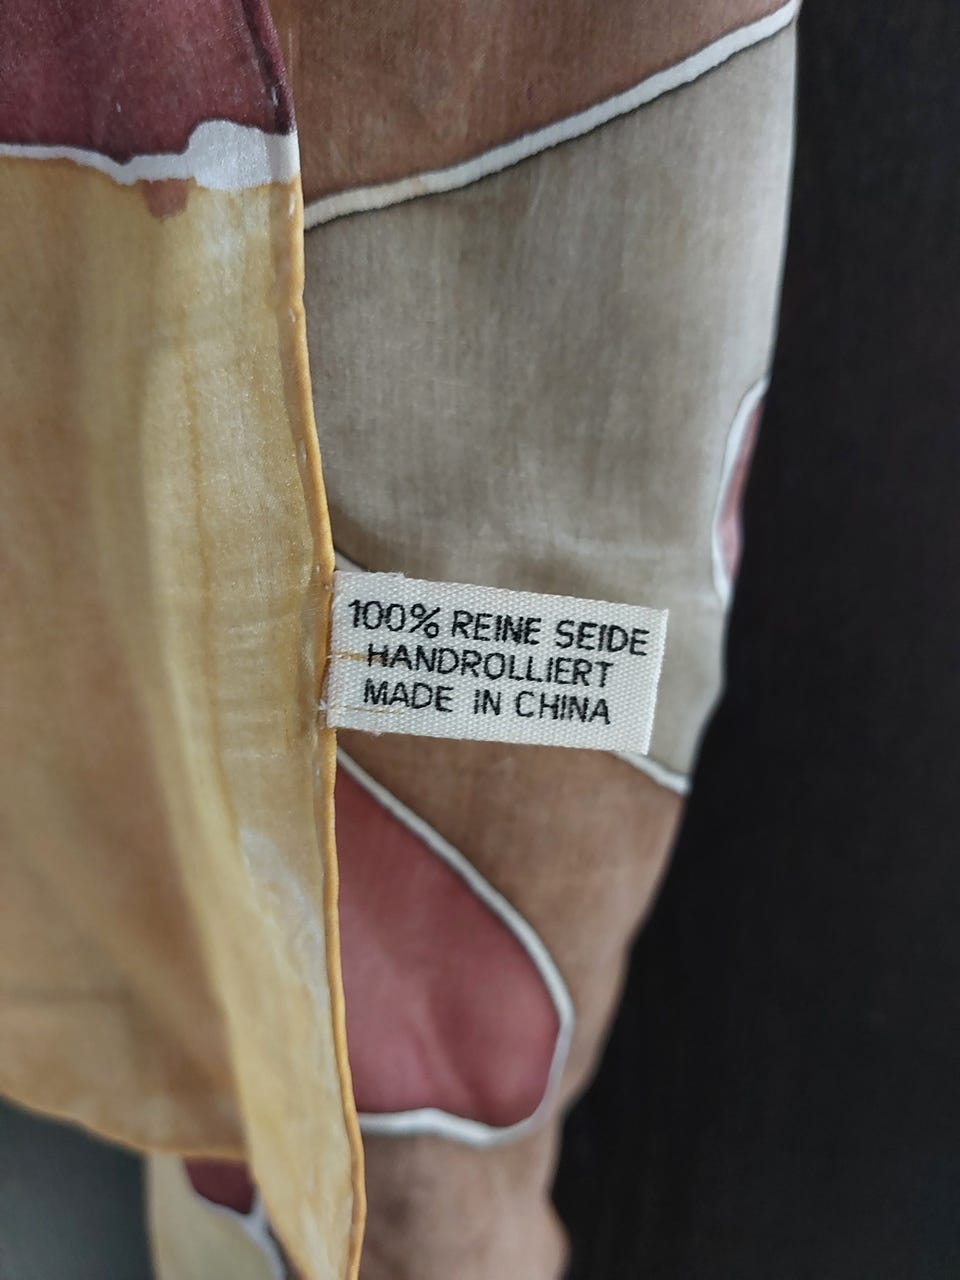 100% REINE SEIDE
HANDROLLIERT
MADE IN CHINA